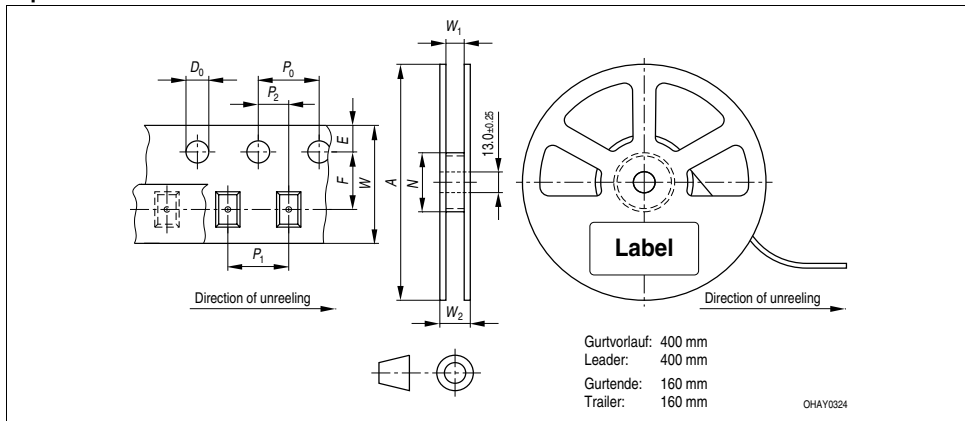 W1
D0
P0
P2
E
F
W
A
N
13.0±0.25
P1
W2
Label
Direction of unreeling
Direction of unreeling
Gurtvorlauf: 400 mm
Leader: 400 mm
Gurtende: 160 mm
Trailer: 160 mm
OHAY0324